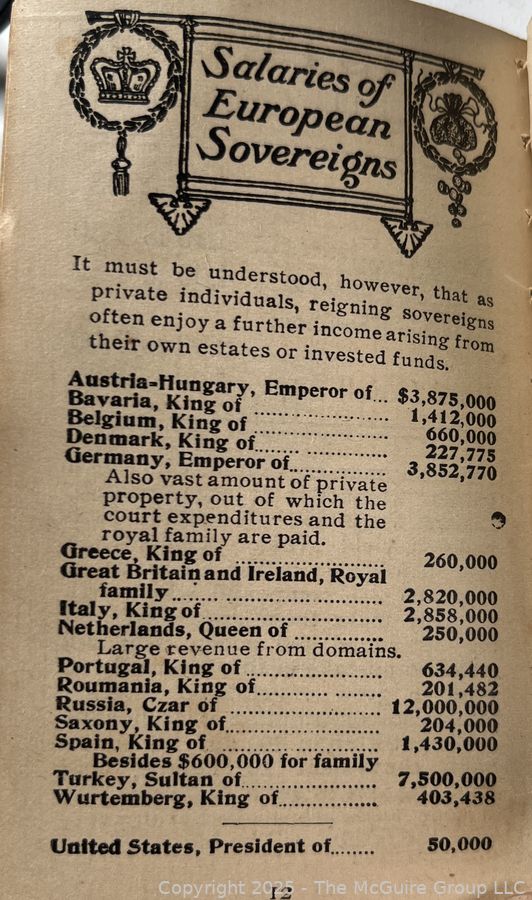 Salaries of
European
Sovereigns
It must be understood, however, that as
private individuals, reigning sovereigns
often enjoy a further income arising from
their own estates or invested funds.
Austria-Hungary, Emperor of... $3,875,000
Bavaria, King of ........................ 1,412,000
Belgium, King of ........................ 660,000
Denmark, King of........................ 227,775
Germany, Emperor of.................. 3,852,770
Also vast amount of private
property, out of which the
court expenditures and the
royal family are paid.
Greece, King of ........................... 260,000
Great Britain and Ireland, Royal
family........ ........................... 2,820,000
Italy, King of ............................... 2,858,000
Netherlands, Queen of ............... 250,000
Large revenue from domains.
Portugal, King of ........................ 634,440
Roumania, King of..................... 201,482
Russia, Czar of ........................... 12,000,000
Saxony, King of........................... 204,000
Spain, King of ........................... 1,430,000
Besides $600,000 for family
Turkey, Sultan of........................ 7,500,000
Wurtemberg, King of.................. 403,438
United States, President of........ 50,000
12
Copyright 2025 - The McGuire Group LLC